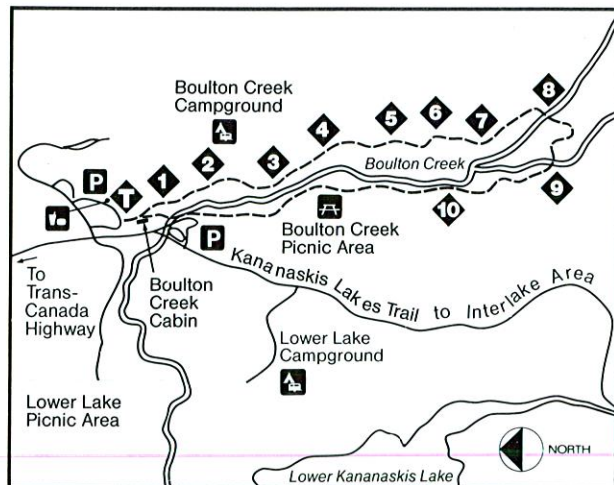 Boulton Creek
Campground
8
4
5
6
7
3
2
1
T
P
Boulton Creek
9
10
Boulton Creek
Picnic Area
P
To
Trans-
Canada
Highway
Boulton
Creek
Cabin
Kananaskis Lakes Trail to Interlake Area
Lower Lake
Campground
Lower Lake
Picnic Area
NORTH
Lower Kananaskis Lake